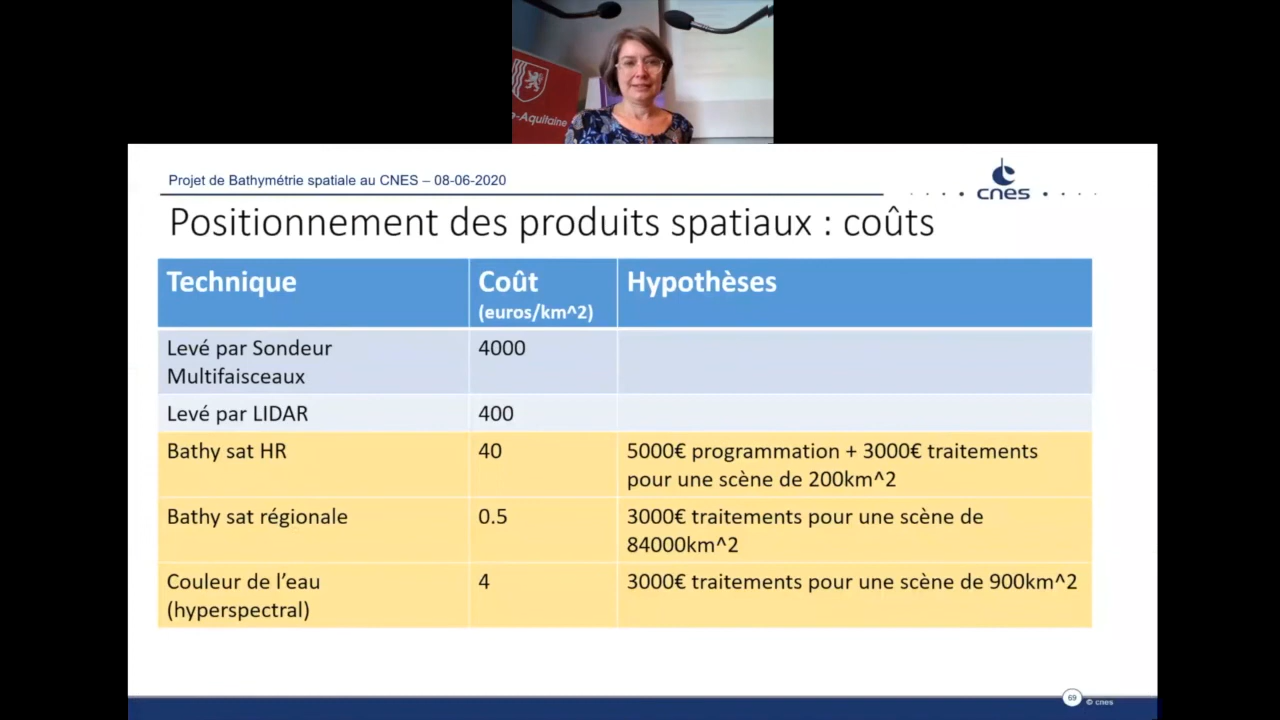 e-Aquitaine
Projet de Bathymétrie spatiale au CNES – 08-06-2020
cnes
Positionnement des produits spatiaux : coûts
Technique
Coût
(euros/km^2)
Hypothèses
Levé par Sondeur
Multifaisceaux
4000
Levé par LIDAR
400
Bathy sat HR
40
5000€ programmation + 3000€ traitements
pour une scène de 200km^2
Bathy sat régionale
0.5
3000€ traitements pour une scène de
84000km^2
Couleur de l’eau
(hyperspectral)
4
3000€ traitements pour une scène de 900km^2
69
© cnes